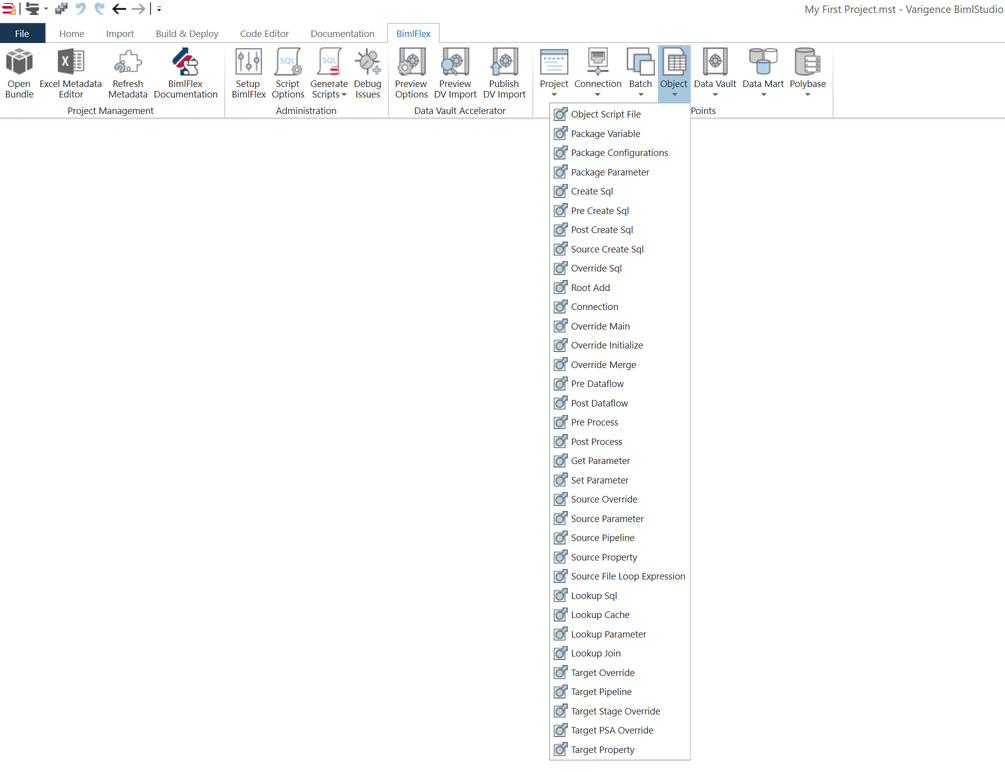 My First Project.mst - Varigence BimlStudio
File Home Import Build & Deploy Code Editor Documentation BimlFlex
Open Bundle
Excel Metadata Editor
Refresh Metadata
BimlFlex Documentation
Project Management
Setup BimlFlex
Script Options
Generate Scripts
Debug Issues
Administration
Preview Options
Preview DV Import
Publish DV Import
Data Vault Accelerator
Project
Connection
Batch
Object
Data Vault
Data Mart
Polybase
Points
Object Script File
Package Variable
Package Configurations
Package Parameter
Create Sql
Pre Create Sql
Post Create Sql
Source Create Sql
Override Sql
Root Add
Connection
Override Main
Override Initialize
Override Merge
Pre Dataflow
Post Dataflow
Pre Process
Post Process
Get Parameter
Set Parameter
Source Override
Source Parameter
Source Pipeline
Source Property
Source File Loop Expression
Lookup Sql
Lookup Cache
Lookup Parameter
Lookup Join
Target Override
Target Pipeline
Target Stage Override
Target PSA Override
Target Property